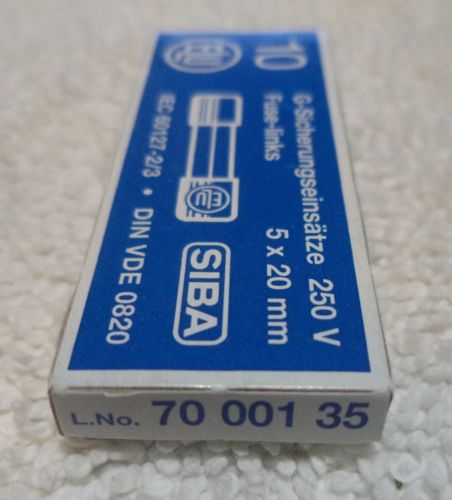 10 G-Sicherungseinsätze 250 V
Fuse-links 5 x 20 mm
SIBA
IEC 60127-2/3 • DIN VDE 0820
L.No. 70 001 35